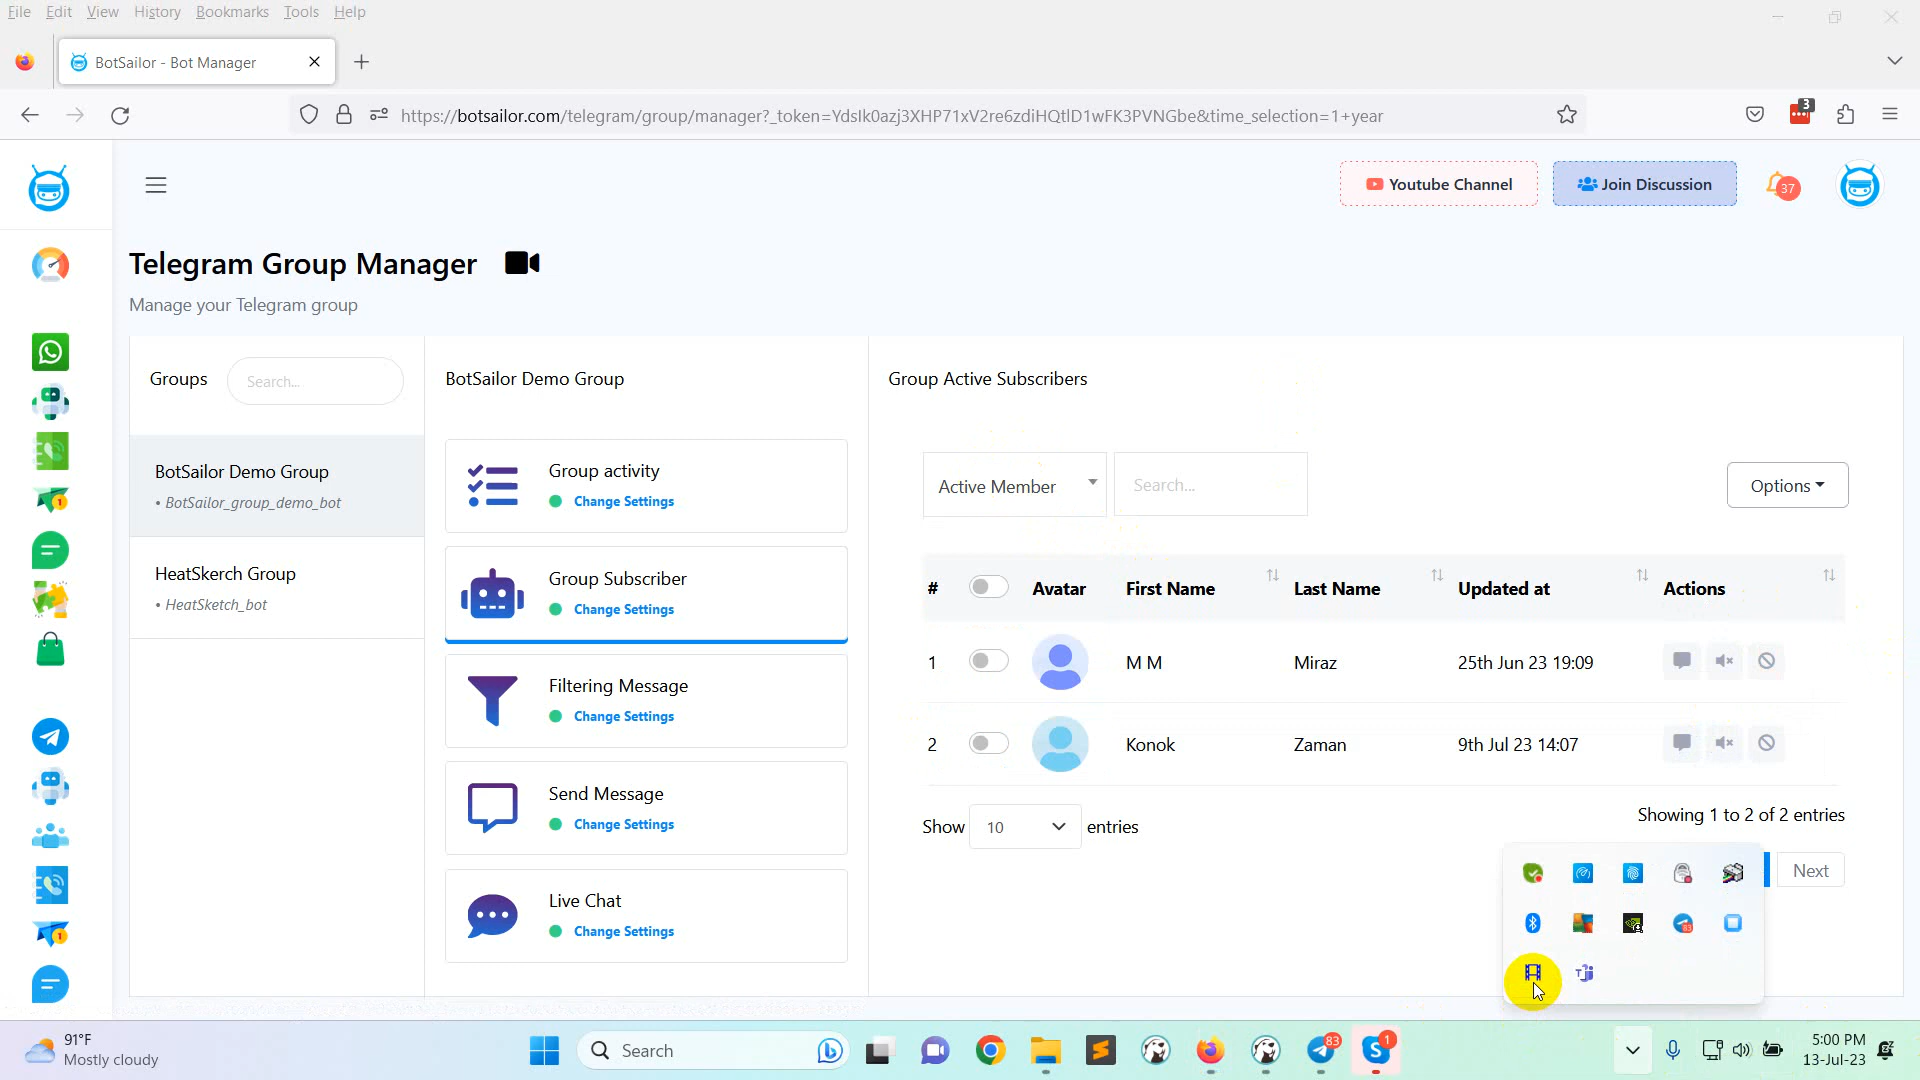 File Edit View History Bookmarks Tools Help
BotSailor - Bot Manager
https://botsailor.com/telegram/group/manager?_token=YdsIk0azj3XHP71xV2re6zdiHQtlD1wFK3PVNGbe&time_selection=1+year
3
Youtube Channel
Join Discussion
37
Telegram Group Manager
Manage your Telegram group
Groups
Search...
BotSailor Demo Group
• BotSailor_group_demo_bot
HeatSkerch Group
• HeatSketch_bot
BotSailor Demo Group
Group activity
Change Settings
Group Subscriber
Change Settings
Filtering Message
Change Settings
Send Message
Change Settings
Live Chat
Change Settings
Group Active Subscribers
Active Member
Search...
Options
# Avatar First Name Last Name Updated at Actions
1 M M Miraz 25th Jun 23 19:09
2 Konok Zaman 9th Jul 23 14:07
Show 10 entries
Showing 1 to 2 of 2 entries
Next
1
1
83
91°F
Mostly cloudy
Search
83
1
5:00 PM
13-Jul-23